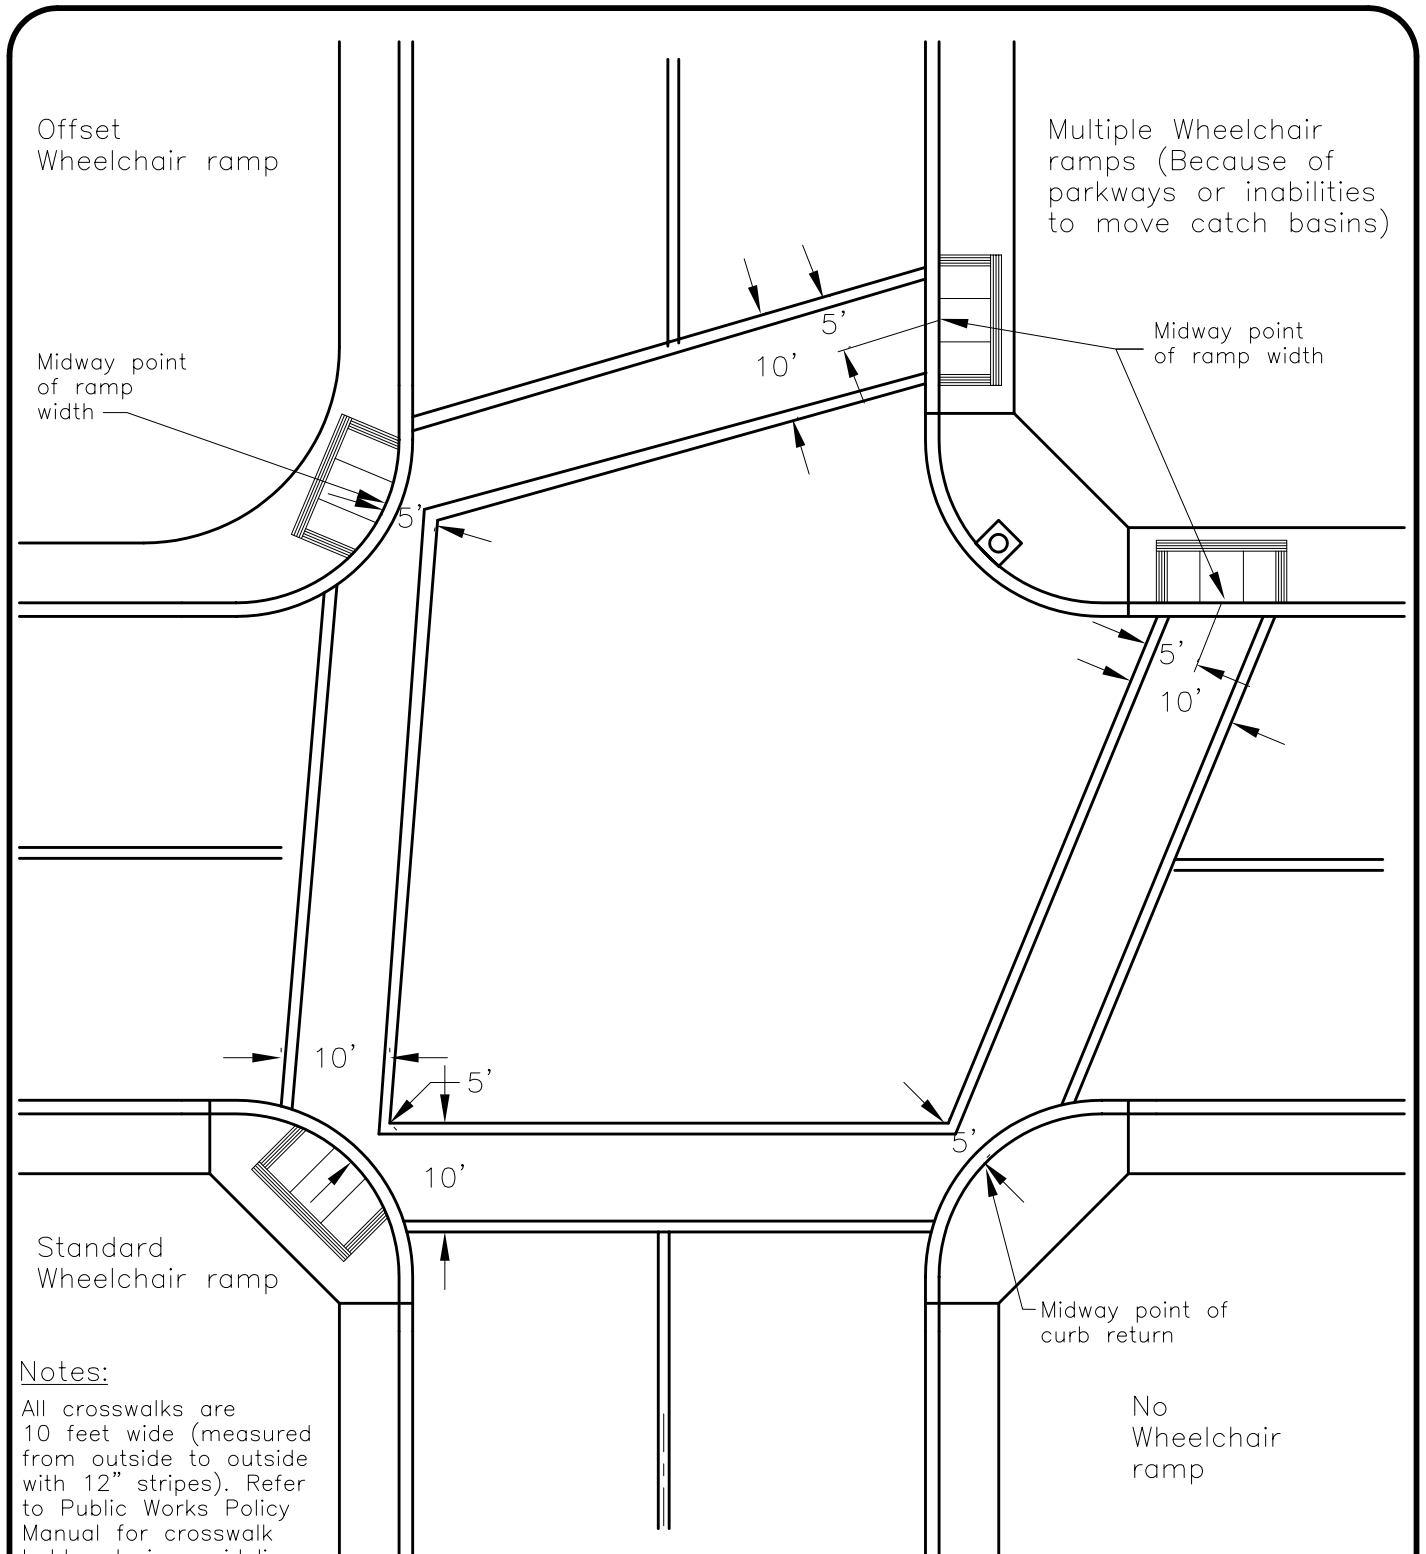 Offset
Wheelchair ramp
Multiple Wheelchair
ramps (Because of
parkways or inabilities
to move catch basins)
Midway point
of ramp width
5'
10'
Midway point
of ramp
width
5'
5'
10'
10'
5'
5'
10'
Standard
Wheelchair ramp
Midway point of
curb return
Notes:
All crosswalks are
10 feet wide (measured
from outside to outside
with 12" stripes). Refer
to Public Works Policy
Manual for crosswalk
No
Wheelchair
ramp